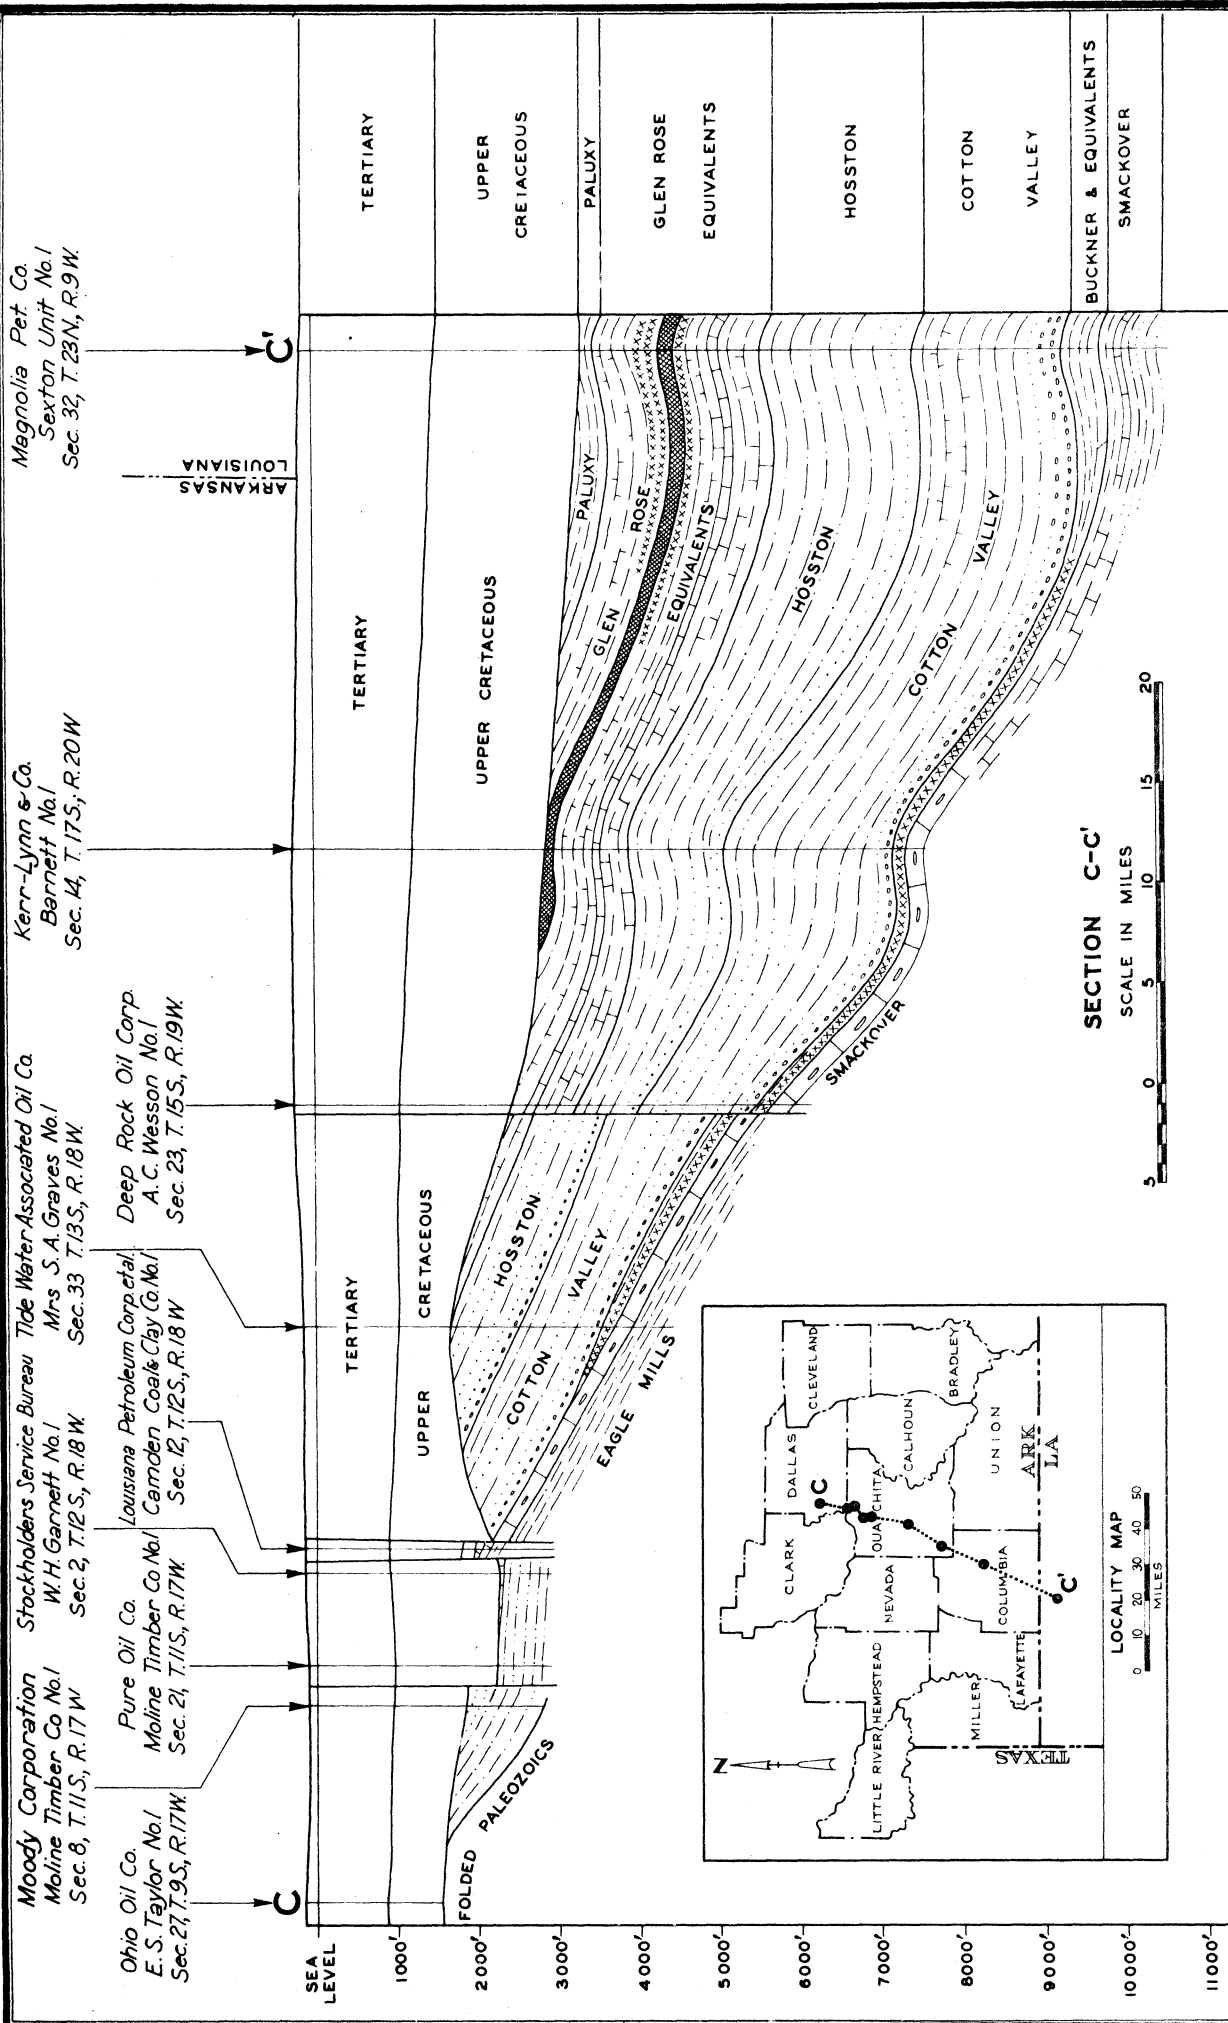 Moody Corporation
Moline Timber Co No.1
Sec. 8, T.11S., R.17W
Stockholders Service Bureau
W.H. Garnett No.1
Sec. 2, T.12S., R.18W.
Tide Water Associated Oil Co.
Mrs S.A. Graves No.1
Sec. 33 T.13S., R.18W.
Kerr-Lynn & Co.
Barnett No.1
Sec. 14, T.17S., R.20W
Magnolia Pet. Co.
Sexton Unit No.1
Sec. 32, T.23N., R.9W.
Ohio Oil Co.
E.S. Taylor No.1
Sec. 27, T.9S., R.17W.
Pure Oil Co.
Moline Timber Co No.1
Sec. 21, T.11S., R.17W.
Louisiana Petroleum Corp. etal.
Camden Coal & Clay Co. No.1
Sec. 12, T.12S., R.18W
Deep Rock Oil Corp.
A.C. Wesson No.1
Sec. 23, T.15S., R.19W.
ARKANSAS
LOUISIANA
C
C'
SEA
LEVEL
1000'
2000'
3000'
4000'
5000'
6000'
7000'
8000'
9000'
10000'
11000'
TERTIARY
TERTIARY
TERTIARY
UPPER
CRETACEOUS
UPPER CRETACEOUS
UPPER
CRETACEOUS
PALUXY
PALUXY
GLEN
ROSE
EQUIVALENTS
GLEN ROSE
EQUIVALENTS
HOSSTON
HOSSTON
HOSSTON
COTTON
VALLEY
COTTON
VALLEY
COTTON
VALLEY
BUCKNER & EQUIVALENTS
SMACKOVER
SMACKOVER
EAGLE MILLS
FOLDED
PALEOZOICS
SECTION C-C'
SCALE IN MILES
5 0 5 10 15 20
N
CLARK
DALLAS
CLEVELAND
C
LITTLE RIVER
HEMPSTEAD
NEVADA
OUACHITA
CALHOUN
BRADLEY
MILLER
LAFAYETTE
COLUMBIA
UNION
TEXAS
ARK
LA
C'
LOCALITY MAP
0 10 20 30 40 50
MILES